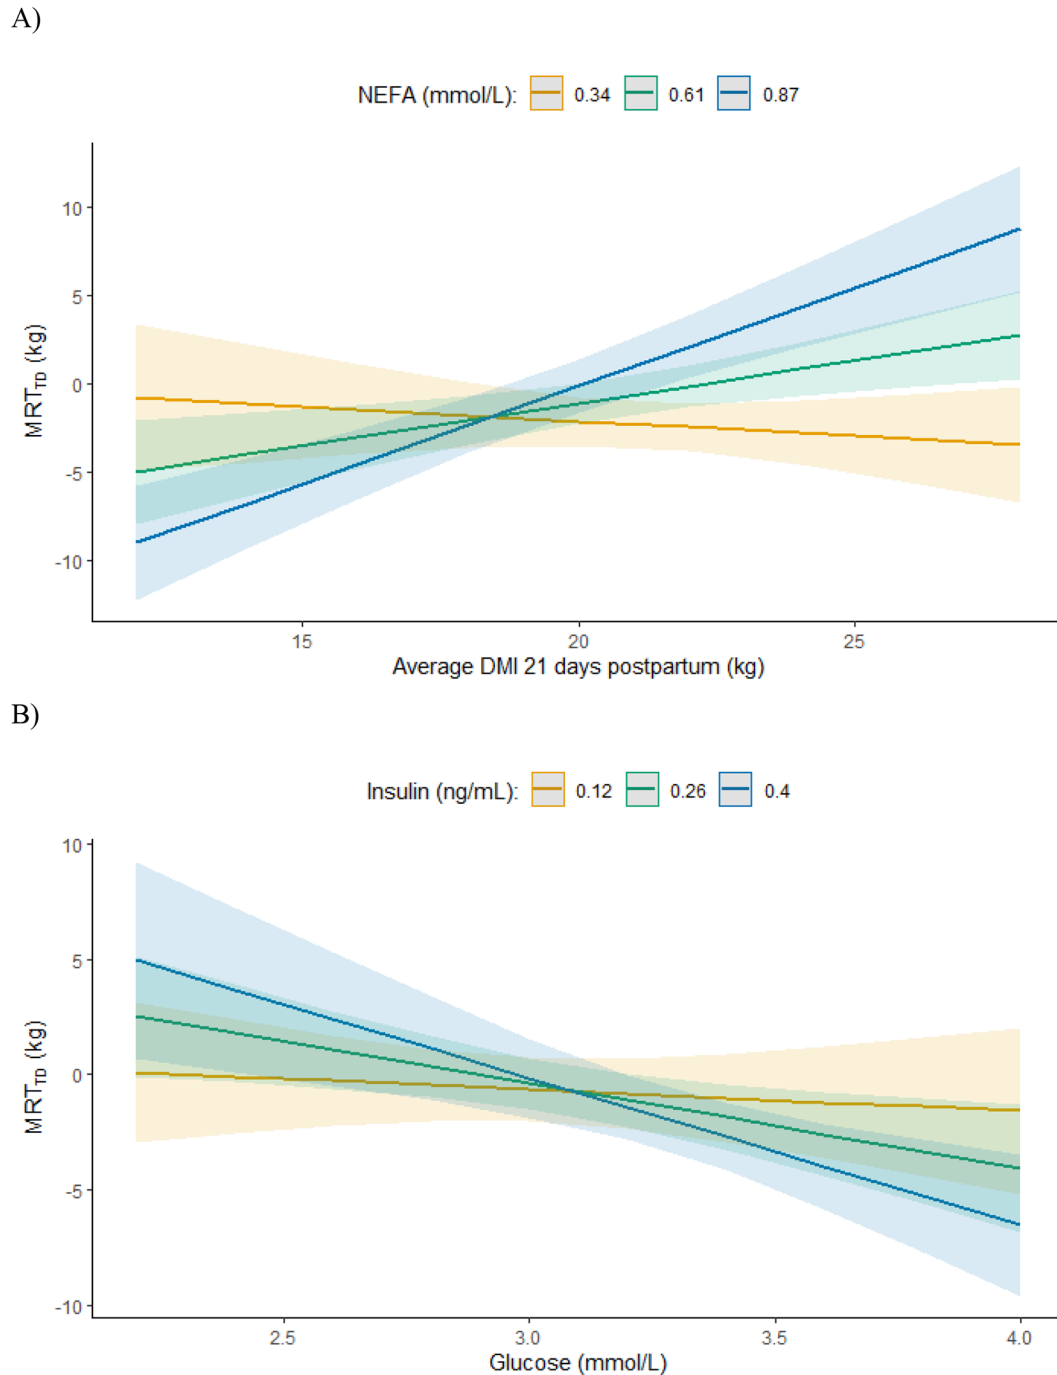 A)
NEFA (mmol/L): 0.34 0.61 0.87
10
5
0
-5
-10
MRT_TD (kg)
15 20 25
Average DMI 21 days postpartum (kg)
B)
Insulin (ng/mL): 0.12 0.26 0.4
10
5
0
-5
-10
MRT_TD (kg)
2.5 3.0 3.5 4.0
Glucose (mmol/L)